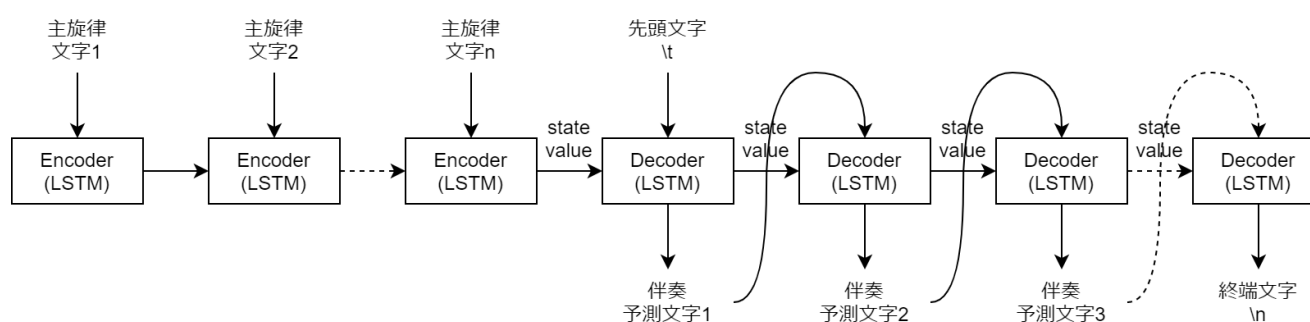 主旋律
文字1
主旋律
文字2
主旋律
文字n
先頭文字
\t
Encoder
(LSTM)
Encoder
(LSTM)
Encoder
(LSTM)
state
value
Decoder
(LSTM)
state
value
Decoder
(LSTM)
state
value
Decoder
(LSTM)
state
value
Decoder
(LSTM)
伴奏
予測文字1
伴奏
予測文字2
伴奏
予測文字3
終端文字
\n